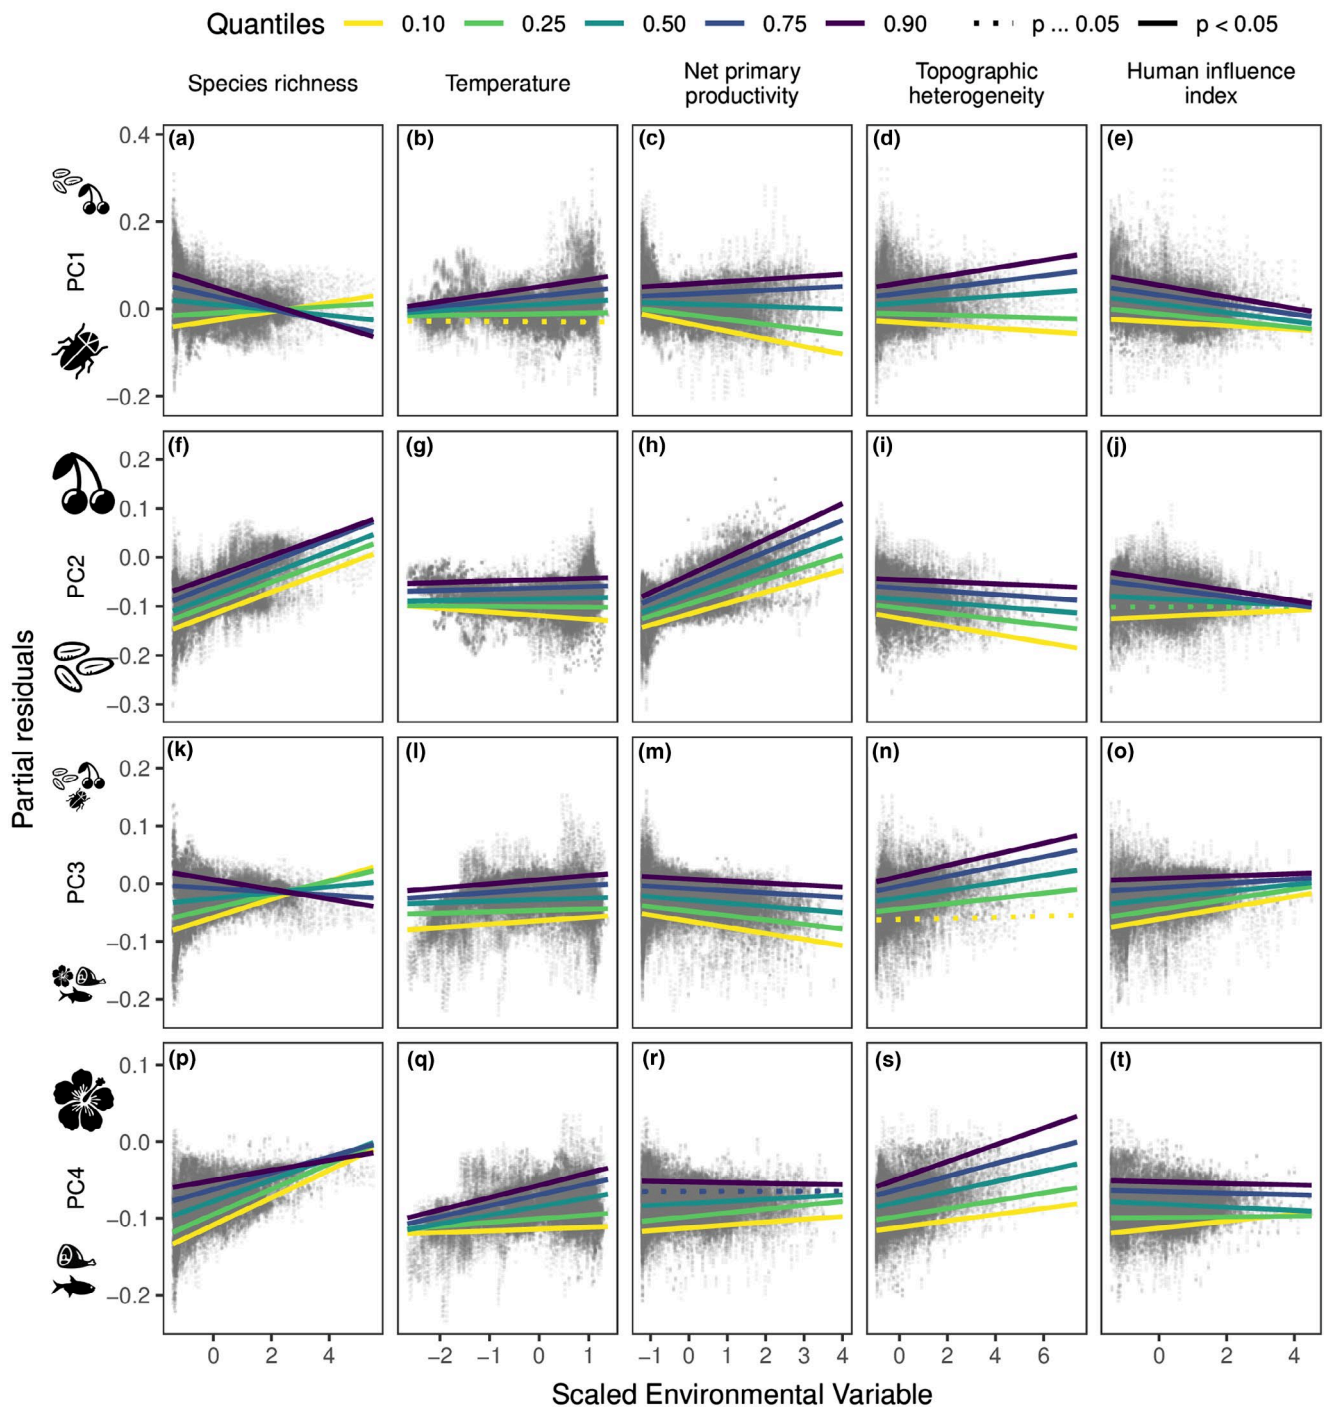 Quantiles 0.10 0.25 0.50 0.75 0.90 p ... 0.05 p < 0.05
Species richness
Temperature
Net primary
productivity
Topographic
heterogeneity
Human influence
index
Partial residuals
PC1
0.4
0.2
0.0
−0.2
(a) (b) (c) (d) (e)
PC2
0.2
0.1
0.0
−0.1
−0.2
−0.3
(f) (g) (h) (i) (j)
PC3
0.2
0.1
0.0
−0.1
−0.2
(k) (l) (m) (n) (o)
PC4
0.1
0.0
−0.1
−0.2
(p) (q) (r) (s) (t)
0 2 4 −2 −1 0 1 −1 0 1 2 3 4 0 2 4 6 0 2 4
Scaled Environmental Variable